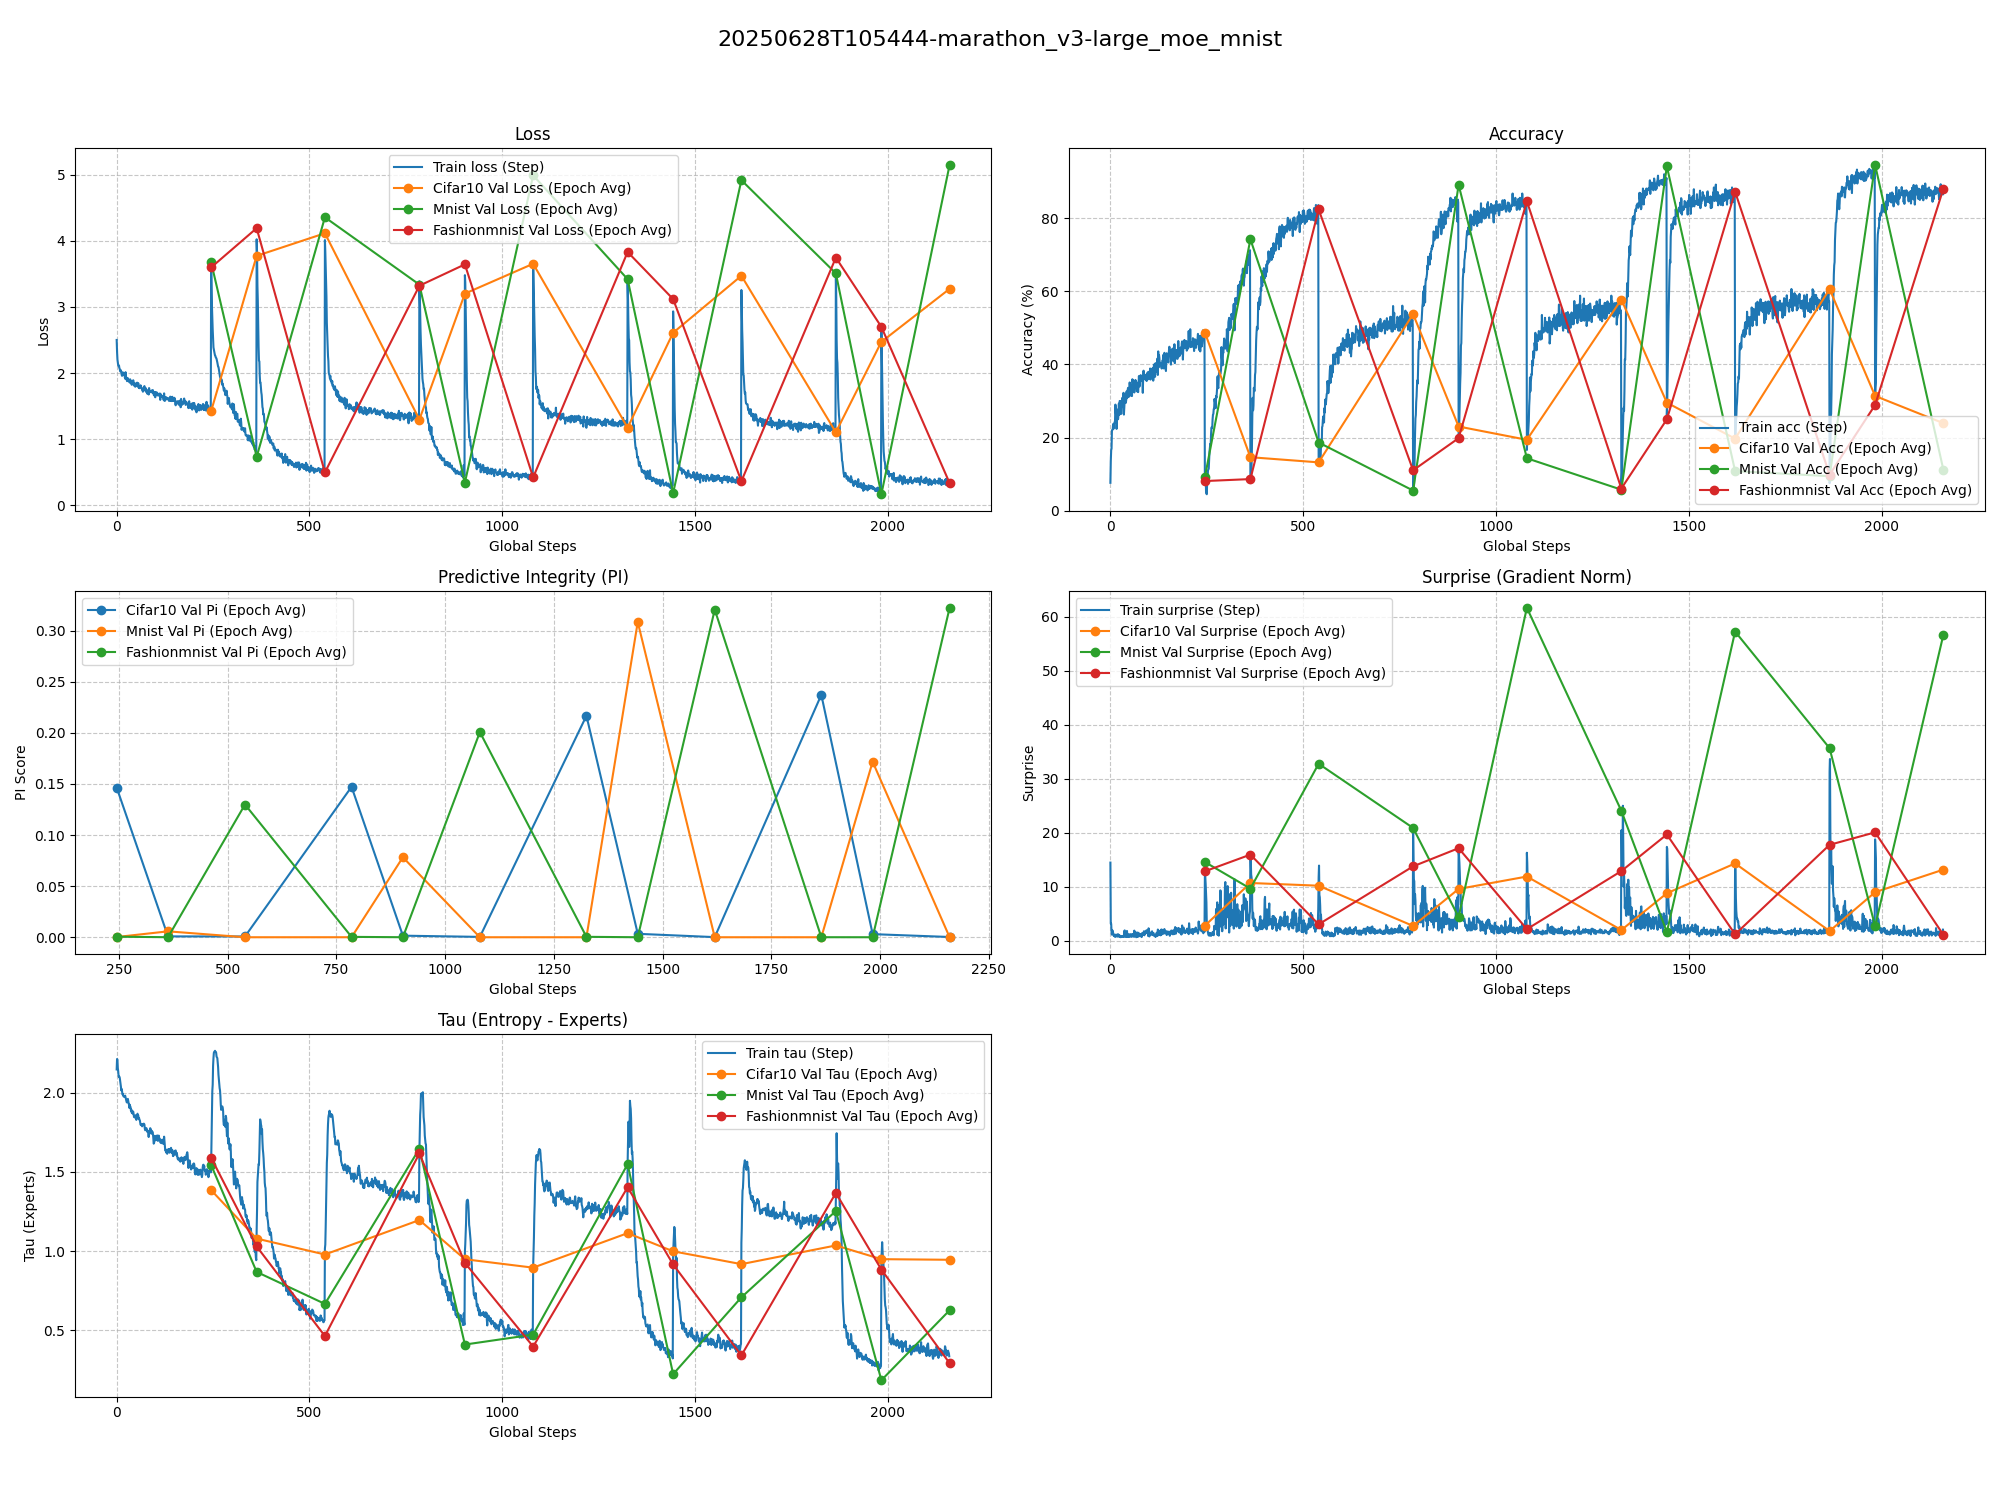 20250628T105444-marathon_v3-large_moe_mnist
Loss
Train loss (Step)
Cifar10 Val Loss (Epoch Avg)
Mnist Val Loss (Epoch Avg)
Fashionmnist Val Loss (Epoch Avg)
Loss
5
4
3
2
1
0
0 500 1000 1500 2000
Global Steps
Accuracy
Accuracy (%)
80
60
40
20
0
Train acc (Step)
Cifar10 Val Acc (Epoch Avg)
Mnist Val Acc (Epoch Avg)
Fashionmnist Val Acc (Epoch Avg)
0 500 1000 1500 2000
Global Steps
Predictive Integrity (PI)
Cifar10 Val Pi (Epoch Avg)
Mnist Val Pi (Epoch Avg)
Fashionmnist Val Pi (Epoch Avg)
PI Score
0.30
0.25
0.20
0.15
0.10
0.05
0.00
250 500 750 1000 1250 1500 1750 2000 2250
Global Steps
Surprise (Gradient Norm)
Train surprise (Step)
Cifar10 Val Surprise (Epoch Avg)
Mnist Val Surprise (Epoch Avg)
Fashionmnist Val Surprise (Epoch Avg)
Surprise
60
50
40
30
20
10
0
0 500 1000 1500 2000
Global Steps
Tau (Entropy - Experts)
Train tau (Step)
Cifar10 Val Tau (Epoch Avg)
Mnist Val Tau (Epoch Avg)
Fashionmnist Val Tau (Epoch Avg)
Tau (Experts)
2.0
1.5
1.0
0.5
0 500 1000 1500 2000
Global Steps